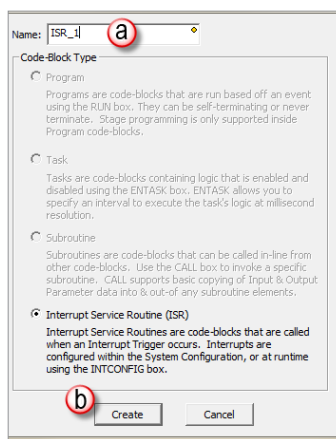 Name: ISR_1
a
Code-Block Type
Program
Programs are code-blocks that are run based off an event
using the RUN box. They can be self-terminating or never
terminate. Stage programming is only supported inside
Program code-blocks.
Task
Tasks are code-blocks containing logic that is enabled and
disabled using the ENTASK box. ENTASK allows you to
specify an interval to execute the task's logic at millisecond
resolution.
Subroutine
Subroutines are code-blocks that can be called in-line from
other code-blocks. Use the CALL box to invoke a specific
subroutine. CALL supports basic copying of Input & Output
Parameter data into & out-of any subroutine elements.
Interrupt Service Routine (ISR)
Interrupt Service Routines are code-blocks that are called
when an Interrupt Trigger occurs. Interrupts are
configured within the System Configuration, or at runtime
using the INTCONFIG box.
b
Create Cancel